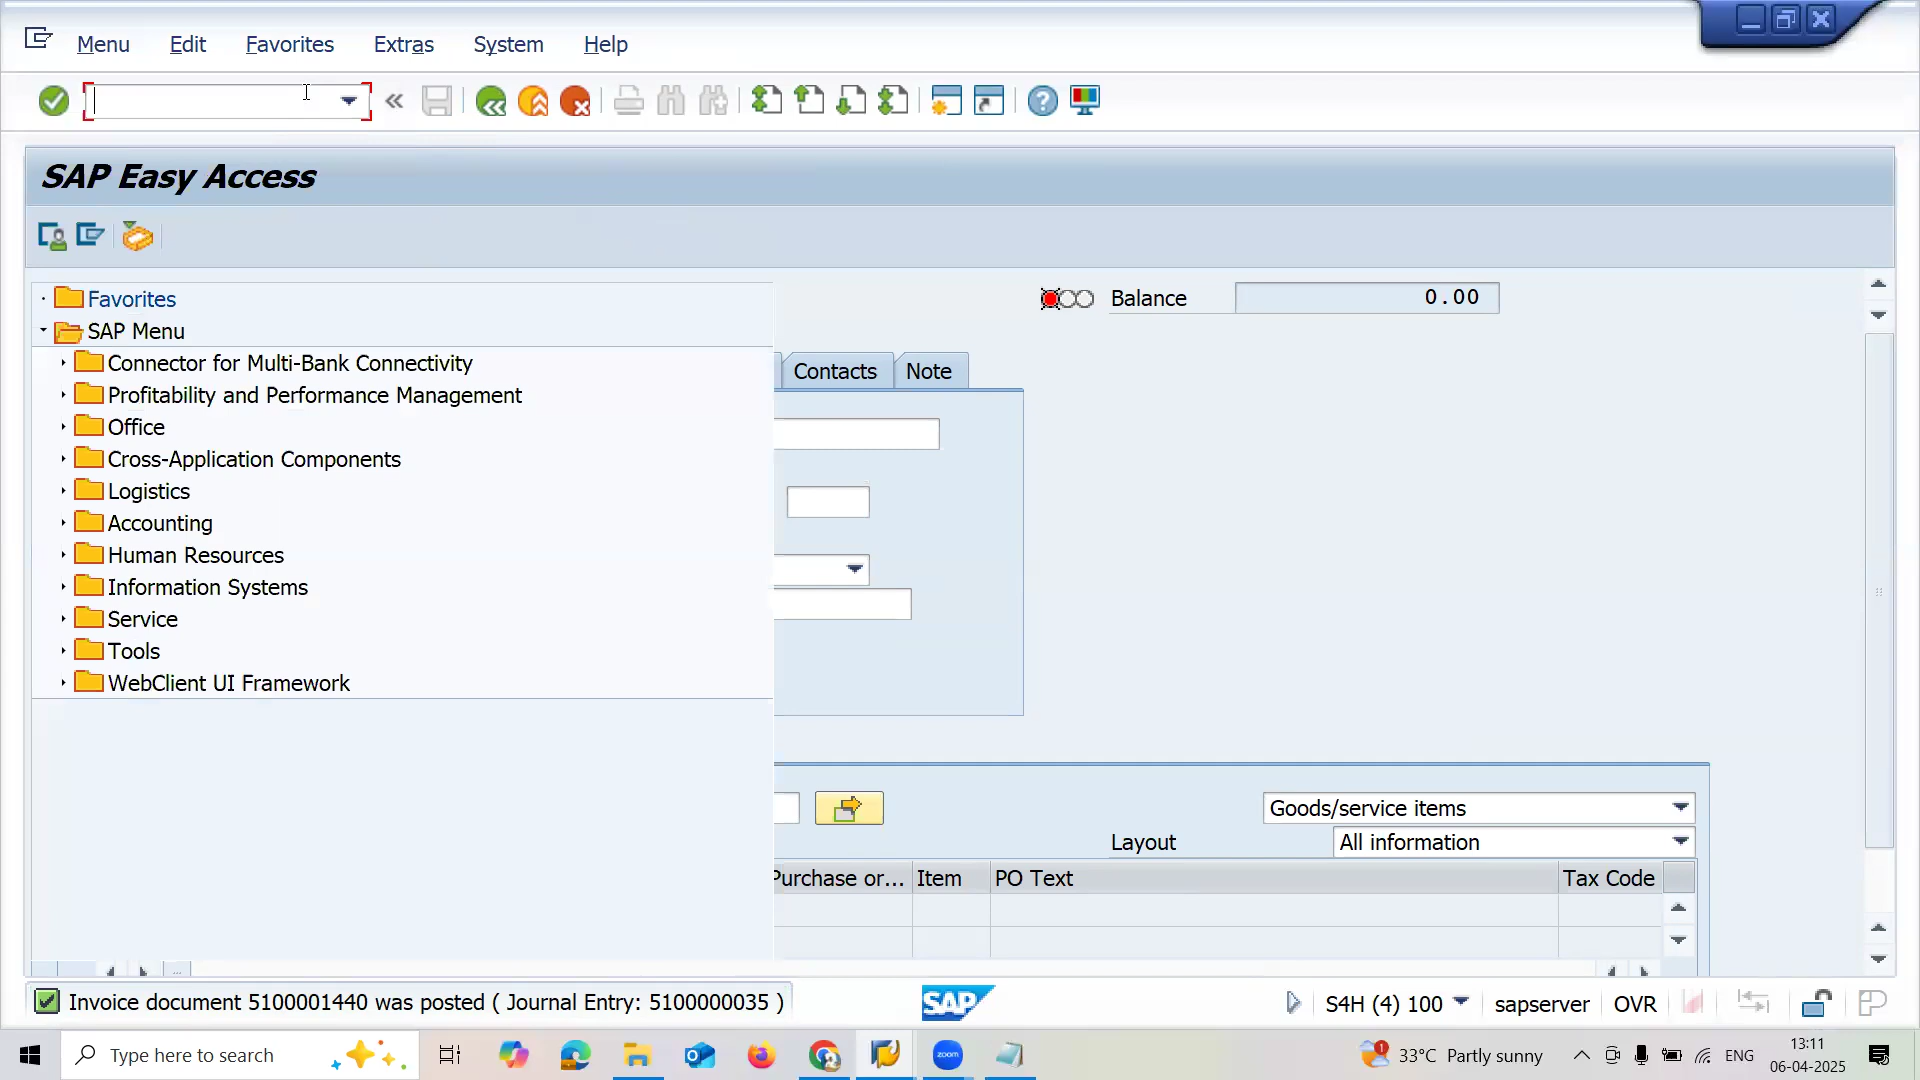 Menu Edit Favorites Extras System Help
SAP Easy Access
Favorites
SAP Menu
Connector for Multi-Bank Connectivity
Profitability and Performance Management
Office
Cross-Application Components
Logistics
Accounting
Human Resources
Information Systems
Service
Tools
WebClient UI Framework
Balance 0.00
Contacts Note
Goods/service items
Layout All information
Purchase or... Item PO Text Tax Code
...
Invoice document 5100001440 was posted ( Journal Entry: 5100000035 )
SAP
S4H (4) 100 sapserver OVR
Type here to search
zoom
1
33°C Partly sunny
ENG
13:11
06-04-2025